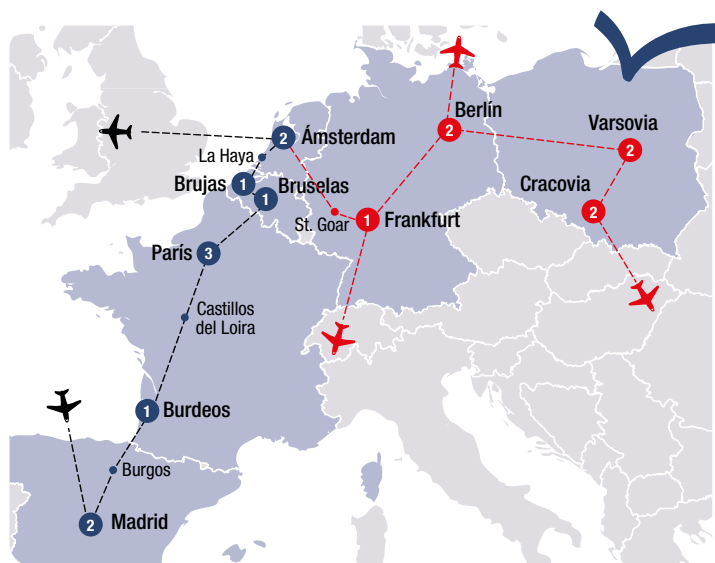 Berlín
2
Varsovia
2
2
Ámsterdam
La Haya
Brujas
1
Bruselas
1
Cracovia
2
St. Goar
1
Frankfurt
París
3
Castillos
del Loira
1
Burdeos
Burgos
2
Madrid